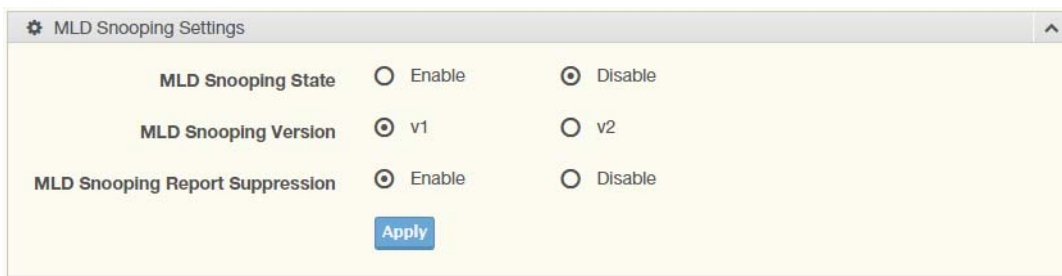 MLD Snooping Settings
MLD Snooping State Enable Disable
MLD Snooping Version v1 v2
MLD Snooping Report Suppression Enable Disable
Apply